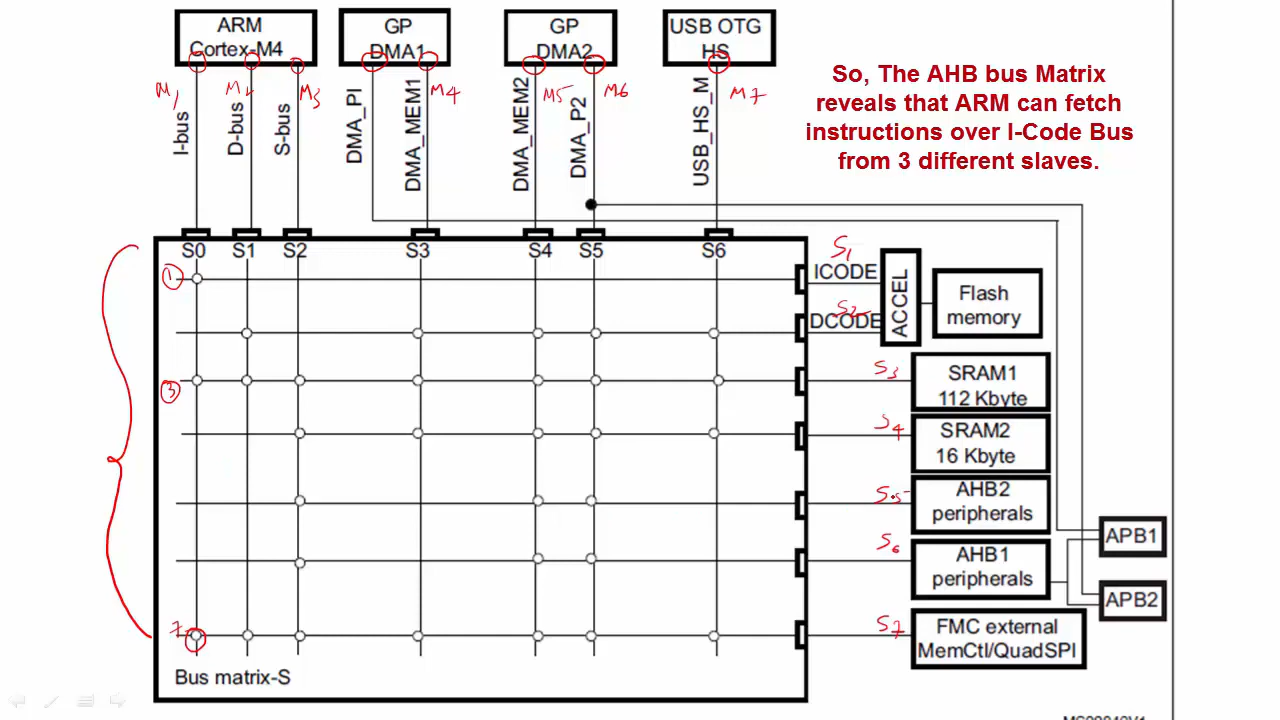 ARM
Cortex-M4
GP
DMA1
GP
DMA2
USB OTG
HS
So, The AHB bus Matrix
reveals that ARM can fetch
instructions over I-Code Bus
from 3 different slaves.
M1
M2
M3
M4
M5
M6
M7
I-bus
D-bus
S-bus
DMA_PI
DMA_MEM1
DMA_MEM2
DMA_P2
USB_HS_M
S0
S1
S2
S3
S4
S5
S6
1
3
7
S1
ICODE
S2
DCODE
ACCEL
Flash
memory
S3
SRAM1
112 Kbyte
S4
SRAM2
16 Kbyte
S5
AHB2
peripherals
S6
AHB1
peripherals
APB1
APB2
S7
FMC external
MemCtl/QuadSPI
Bus matrix-S